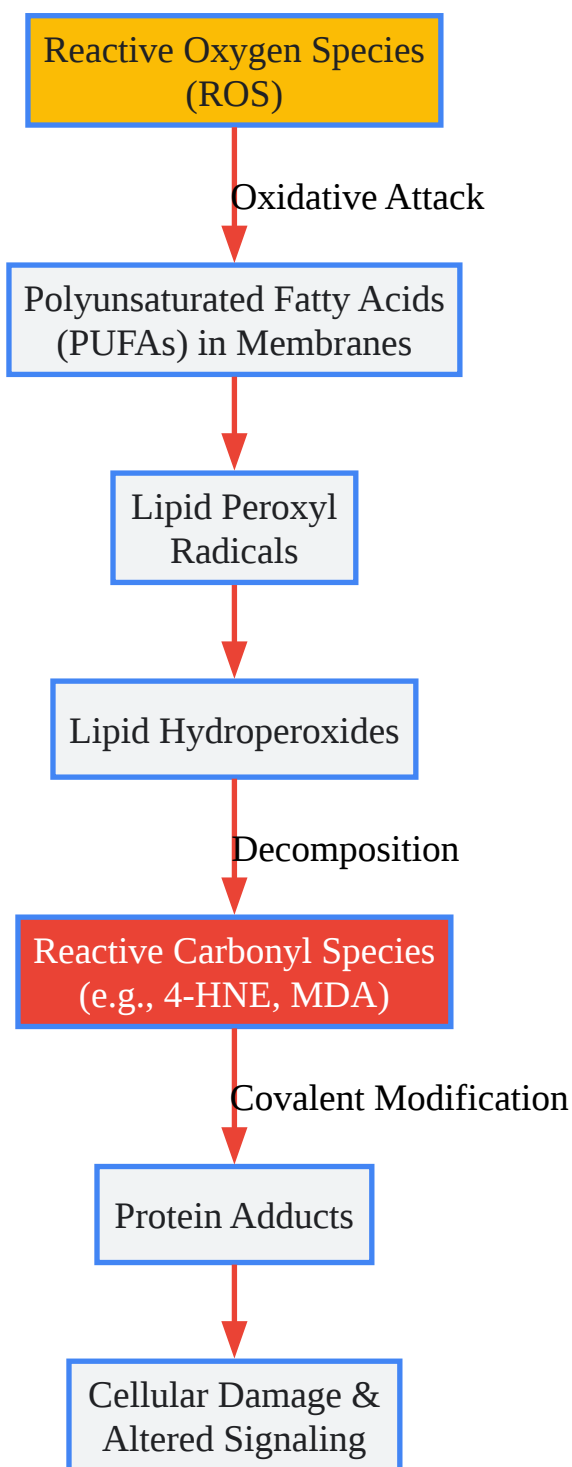 Reactive Oxygen Species
(ROS)
Oxidative Attack
Polyunsaturated Fatty Acids
(PUFAs) in Membranes
Lipid Peroxyl
Radicals
Lipid Hydroperoxides
Decomposition
Reactive Carbonyl Species
(e.g., 4-HNE, MDA)
Covalent Modification
Protein Adducts
Cellular Damage &
Altered Signaling